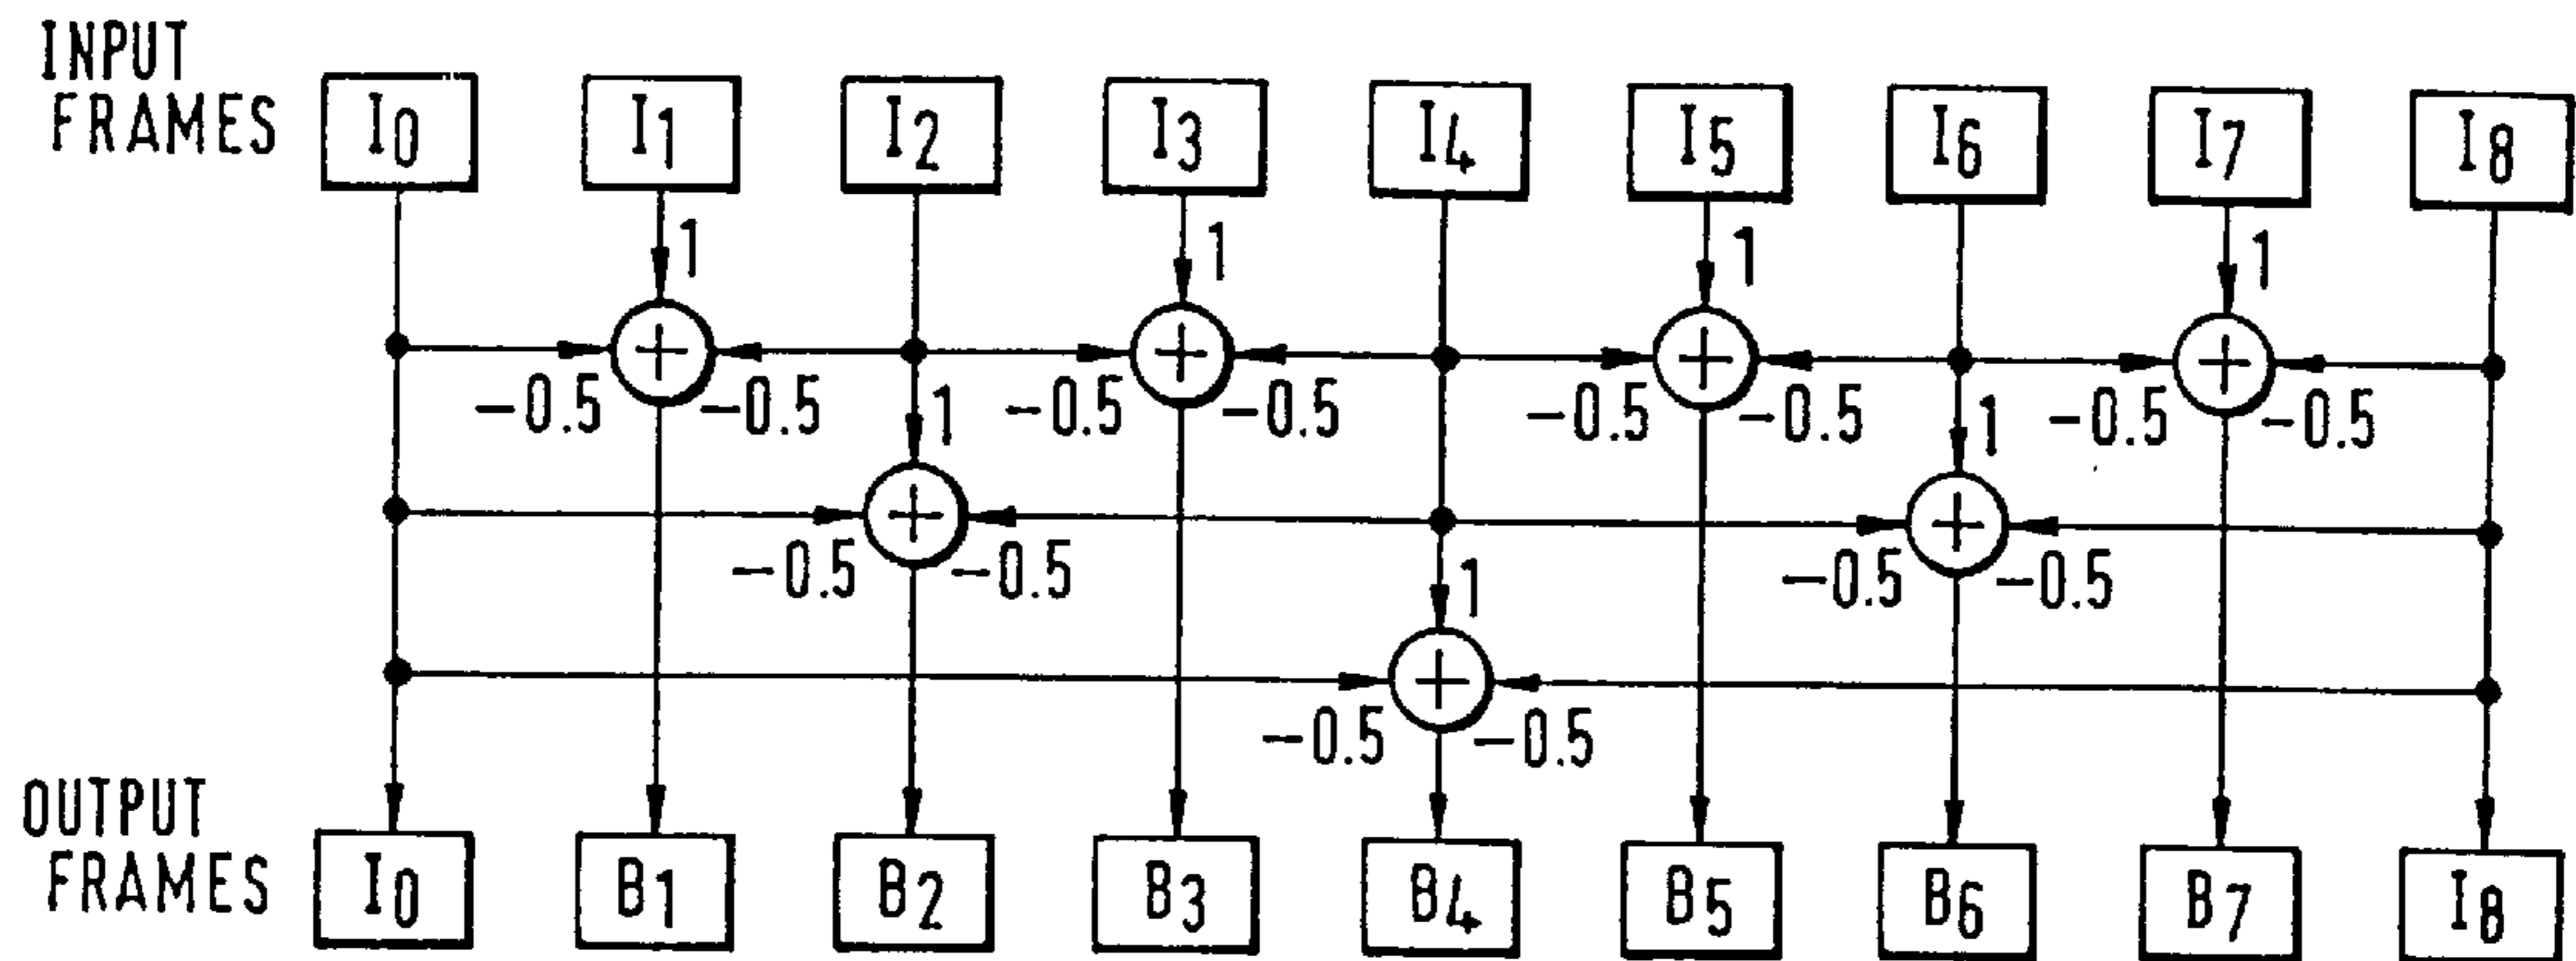 INPUT
FRAMES
I0 I1 I2 I3 I4 I5 I6 I7 I8
1 1 1 1
-0.5 -0.5 -0.5 -0.5 -0.5 -0.5 -0.5 -0.5
1 1
-0.5 -0.5 -0.5 -0.5
1
-0.5 -0.5
OUTPUT
FRAMES
I0 B1 B2 B3 B4 B5 B6 B7 I8